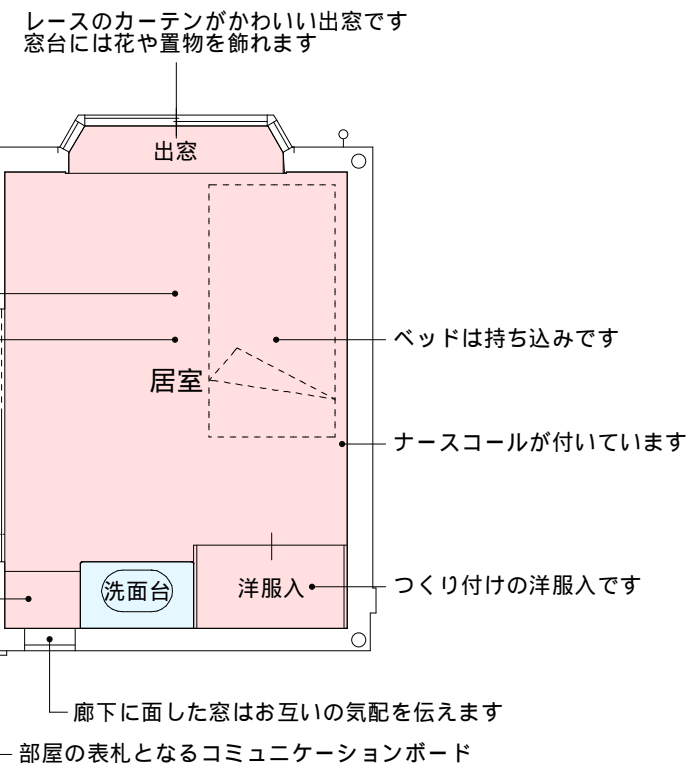 レースのカーテンがかわいい出窓です
窓台には花や置物を飾れます
出窓
ベッドは持ち込みです
居室
ナースコールが付いています
洗面台
洋服入
つくり付けの洋服入です
廊下に面した窓はお互いの気配を伝えます
部屋の表札となるコミュニケーションボード